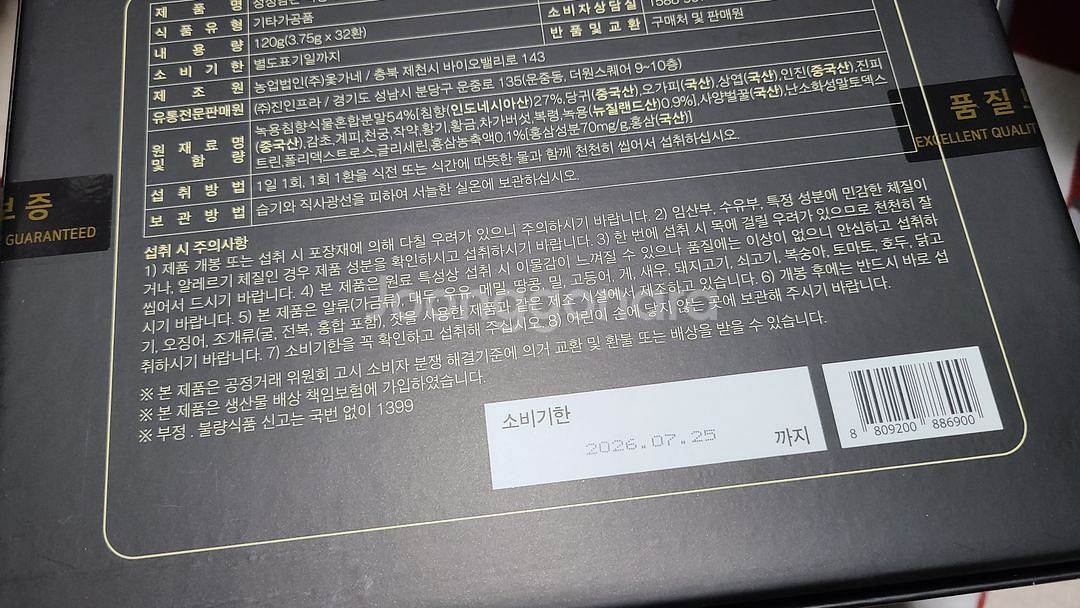 제 품 명
식 품 유 형 기타가공품
소비자상담실
내 용 량 120g(3.75g x 32환)
반 품 및 교 환 구매처 및 판매원
소 비 기 한 별도표기일까지
제 조 원 농업법인(주)옻가네 / 충북 제천시 바이오밸리로 143
유통전문판매원 (주)진인프라 / 경기도 성남시 분당구 운중로 135(운중동, 더원스퀘어 9~10층)
원 재 료 명 및 함 량 녹용침향식물혼합분말54%[침향(인도네시아산)27%,당귀(중국산),오가피(국산),상엽(국산),인진(중국산),진피
(중국산),감초,계피,천궁,작약,황기,황금,차가버섯,복령,녹용(뉴질랜드산)0.9%],사양벌꿀(국산),난소화성말토덱스
트린,폴리덱스트로스,글리세린,홍삼농축액0.1%[홍삼성분70mg/g,홍삼(국산)]
섭 취 방 법 1일 1회, 1회 1환을 식전 또는 식간에 따뜻한 물과 함께 천천히 씹어서 섭취하십시오.
보 관 방 법 습기와 직사광선을 피하여 서늘한 실온에 보관하십시오.
섭취 시 주의사항
1) 제품 개봉 또는 섭취 시 포장재에 의해 다칠 우려가 있으니 주의하시기 바랍니다. 2) 임산부, 수유부, 특정 성분에 민감한 체질이
거나, 알레르기 체질인 경우 제품 성분을 확인하시고 섭취하시기 바랍니다. 3) 한 번에 섭취 시 목에 걸릴 우려가 있으므로 천천히 잘
씹어서 드시기 바랍니다. 4) 본 제품은 원료 특성상 섭취 시 이물감이 느껴질 수 있으나 품질에는 이상이 없으니 안심하고 섭취하
시기 바랍니다. 5) 본 제품은 알류(가금류), 대두, 우유, 메밀, 땅콩, 밀, 고등어, 게, 새우, 돼지고기, 쇠고기, 복숭아, 토마토, 호두, 닭고
기, 오징어, 조개류(굴, 전복, 홍합 포함), 잣을 사용한 제품과 같은 제조 시설에서 제조하고 있습니다. 6) 개봉 후에는 반드시 바로 섭
취하시기 바랍니다. 7) 소비기한을 꼭 확인하고 섭취해 주십시오. 8) 어린이 손에 닿지 않는 곳에 보관해 주시기 바랍니다.
※ 본 제품은 공정거래 위원회 고시 소비자 분쟁 해결기준에 의거 교환 및 환불 또는 배상을 받을 수 있습니다.
※ 본 제품은 생산물 배상 책임보험에 가입하였습니다.
※ 부정 . 불량식품 신고는 국번 없이 1399
소비기한
2026.07.25 까지
8 809200 886900
보증
GUARANTEED
품질보
EXCELLENT QUALIT
Joonggonara